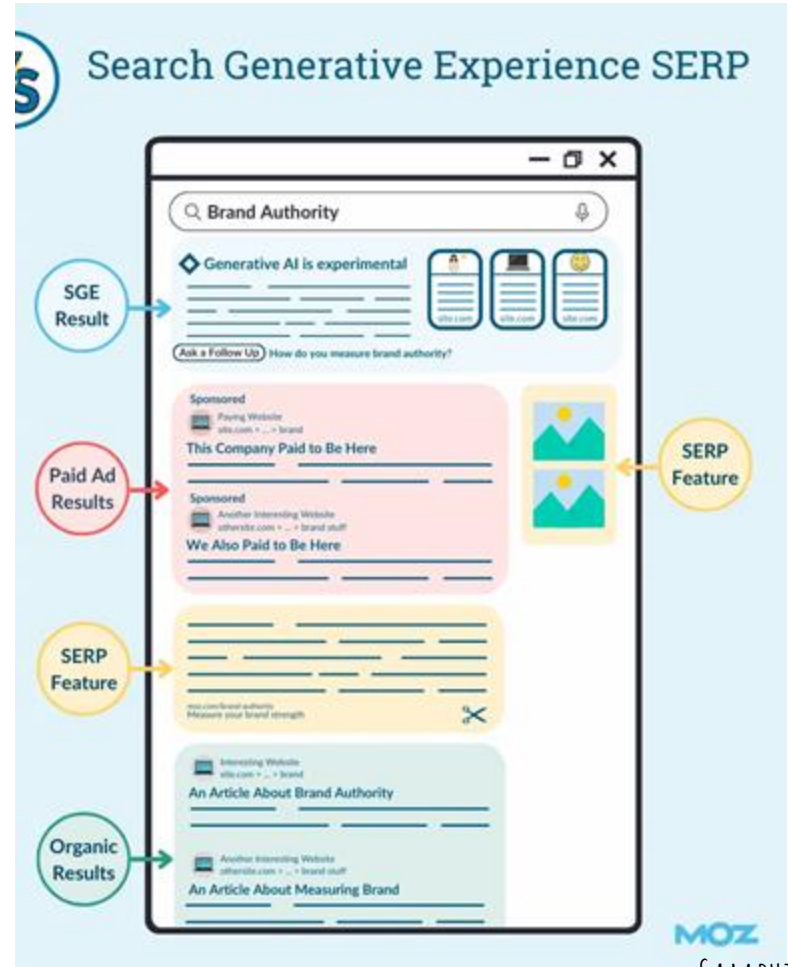 S
Search Generative Experience SERP
Brand Authority
SGE
Result
Generative AI is experimental
site.com
site.com
site.com
Ask a Follow Up
How do you measure brand authority?
Paid Ad
Results
Sponsored
Paying Website
site.com > ... > brand
This Company Paid to Be Here
Sponsored
Another Interesting Website
othersite.com > ... > brand stuff
We Also Paid to Be Here
SERP
Feature
SERP
Feature
moz.com/brand-authority
Measure your brand strength
Organic
Results
Interesting Website
site.com > ... > brand
An Article About Brand Authority
Another Interesting Website
othersite.com > ... > brand stuff
An Article About Measuring Brand
MOZ